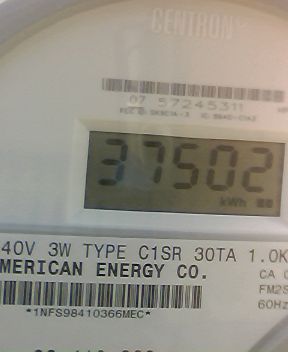 CENTRON
07 57245311
37502
kWh
40V 3W TYPE C1SR 30TA 1.0K
MERICAN ENERGY CO.
CA
FM2S
60Hz
*1NFS98410366MEC*